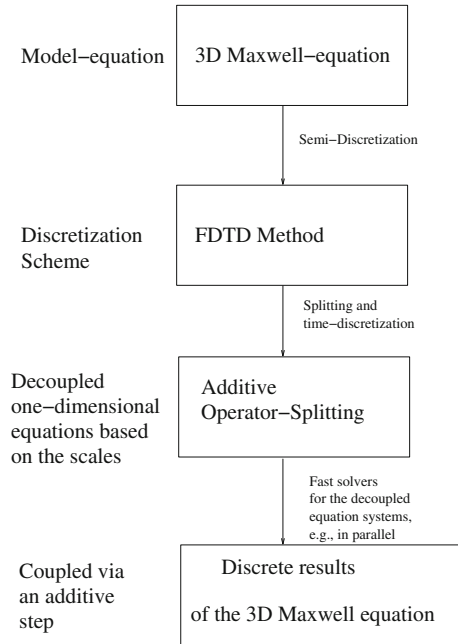 Model−equation
3D Maxwell−equation
Semi−Discretization
Discretization
Scheme
FDTD Method
Splitting and
time−discretization
Decoupled
one−dimensional
equations based
on the scales
Additive
Operator−Splitting
Fast solvers
for the decoupled
equation systems,
e.g., in parallel
Coupled via
an additive
step
Discrete results
of the 3D Maxwell equation